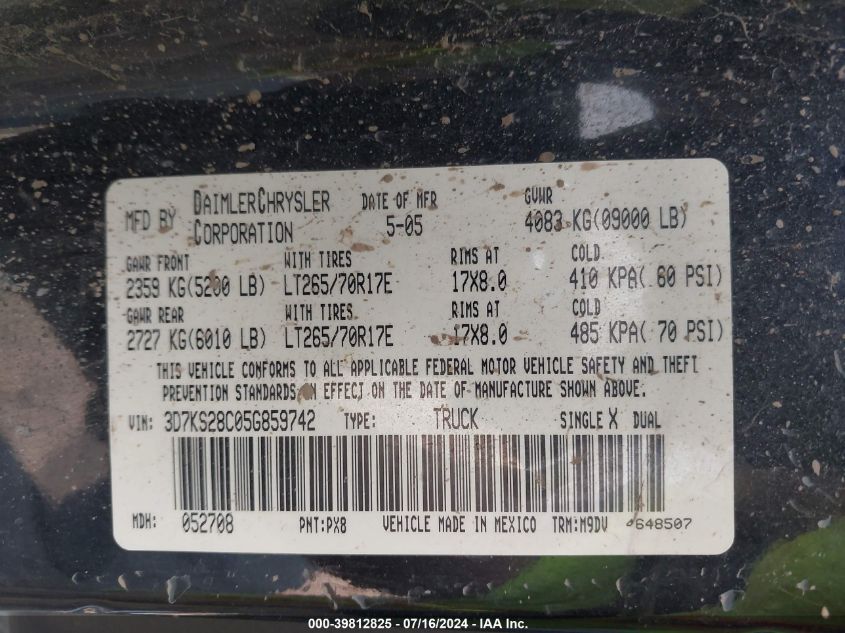 MFD BY DAIMLERCHRYSLER CORPORATION DATE OF MFR 5-05 GVWR 4083 KG(09000 LB)
GAWR FRONT WITH TIRES RIMS AT COLD
2359 KG(5200 LB) LT265/70R17E 17X8.0 410 KPA( 60 PSI)
GAWR REAR WITH TIRES RIMS AT COLD
2727 KG(6010 LB) LT265/70R17E 17X8.0 485 KPA( 70 PSI)
THIS VEHICLE CONFORMS TO ALL APPLICABLE FEDERAL MOTOR VEHICLE SAFETY AND THEFT
PREVENTION STANDARDS IN EFFECT ON THE DATE OF MANUFACTURE SHOWN ABOVE.
VIN: 3D7KS28C05G859742 TYPE: TRUCK SINGLE X DUAL
MDH: 052708 PNT:PX8 VEHICLE MADE IN MEXICO TRM:M9DV 4648507
000-39812825 - 07/16/2024 - IAA, Inc.